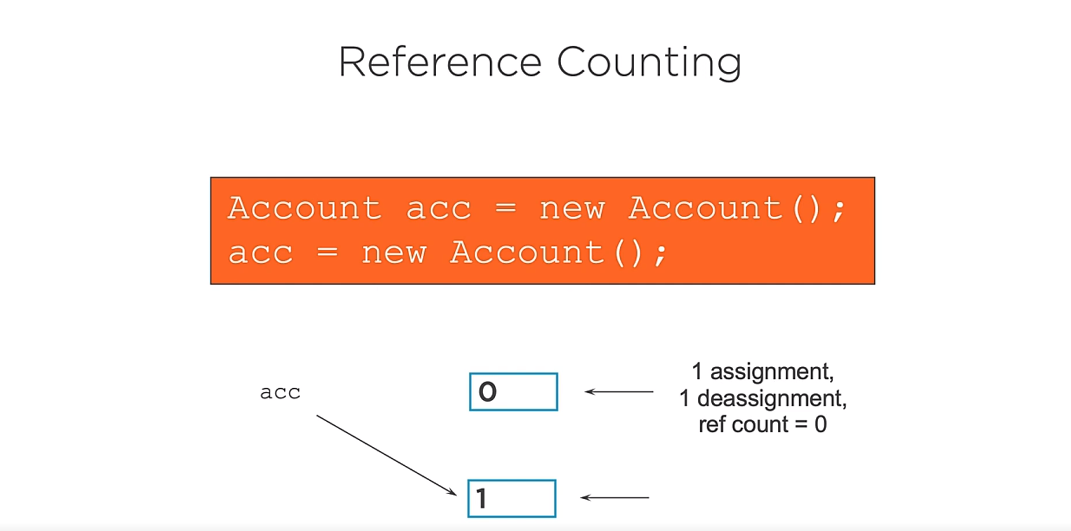 Reference Counting
Account acc = new Account();
acc = new Account();
acc
0
1 assignment,
1 deassignment,
ref count = 0
1